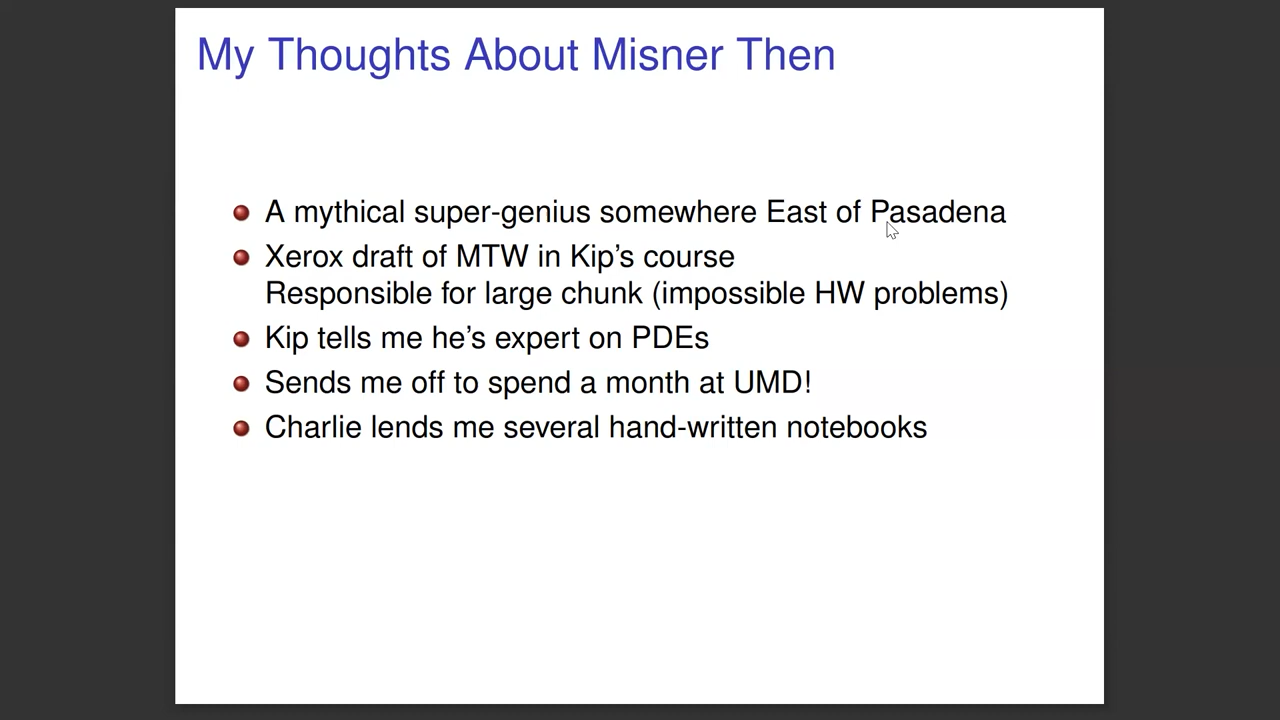 My Thoughts About Misner Then
A mythical super-genius somewhere East of Pasadena
Xerox draft of MTW in Kip's course
Responsible for large chunk (impossible HW problems)
Kip tells me he's expert on PDEs
Sends me off to spend a month at UMD!
Charlie lends me several hand-written notebooks